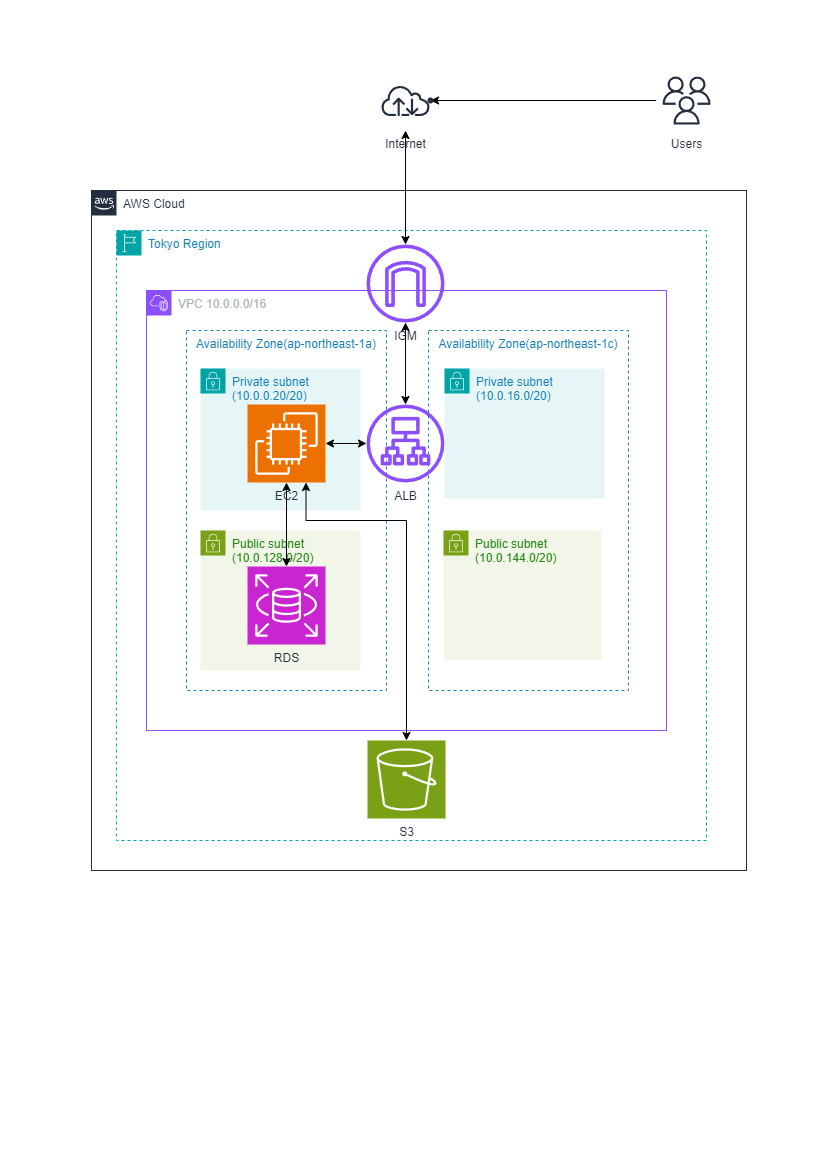 Internet
Users
aws
AWS Cloud
Tokyo Region
VPC 10.0.0.0/16
IGM
Availability Zone(ap-northeast-1a)
Availability Zone(ap-northeast-1c)
Private subnet
(10.0.0.20/20)
Private subnet
(10.0.16.0/20)
EC2
ALB
Public subnet
(10.0.128.0/20)
Public subnet
(10.0.144.0/20)
RDS
S3